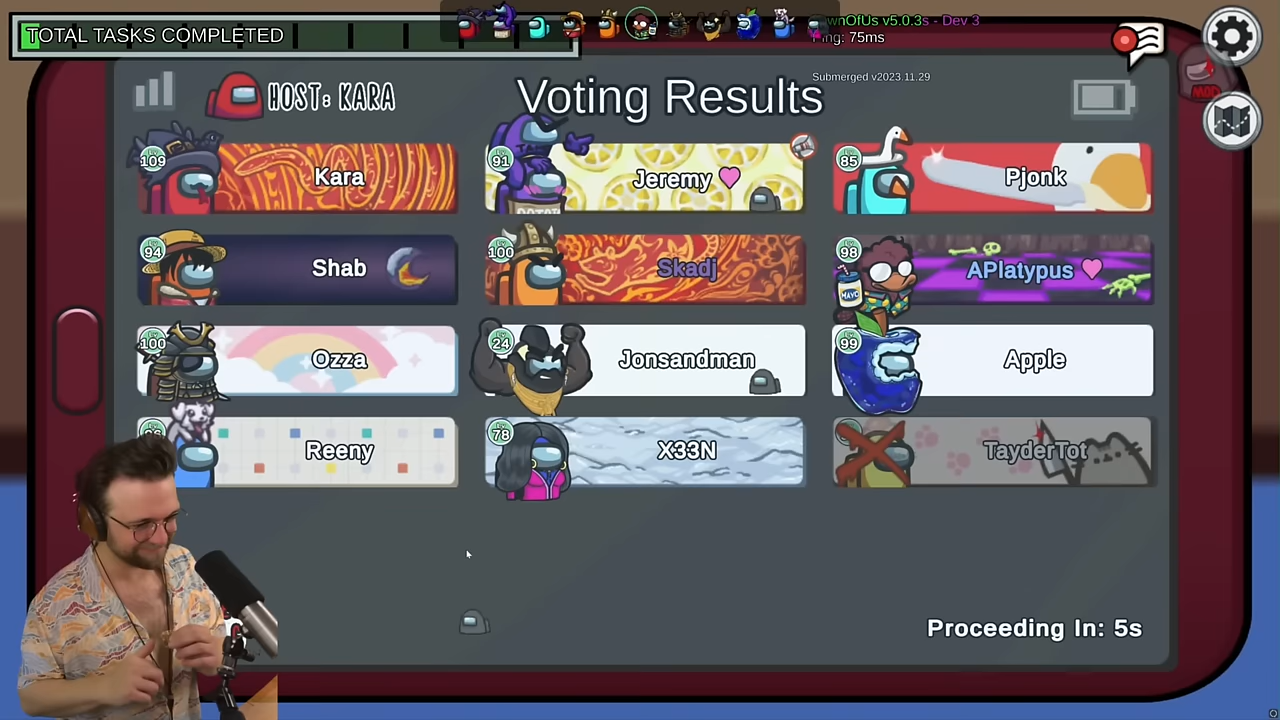 TOTAL TASKS COMPLETED
wnOfUs v5.0.3s - Dev 3
Ping: 75ms
HOST: KARA
Voting Results
Submerged v2023.11.29
MOD
109
Kara
91
Jeremy
85
Pjonk
94
Shab
100
Skadj
98
APlatypus
MAYO
100
Ozza
24
Jonsandman
99
Apple
Reeny
78
X33N
TayderTot
Proceeding In: 5s